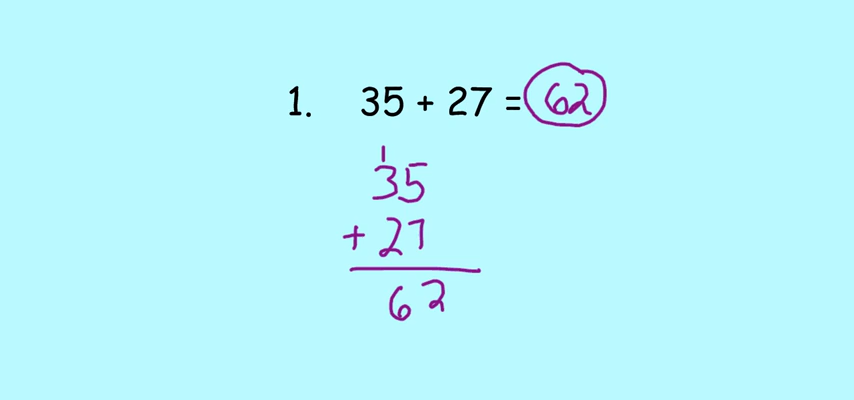 1. 35 + 27 = 62
1
35
+ 27
62